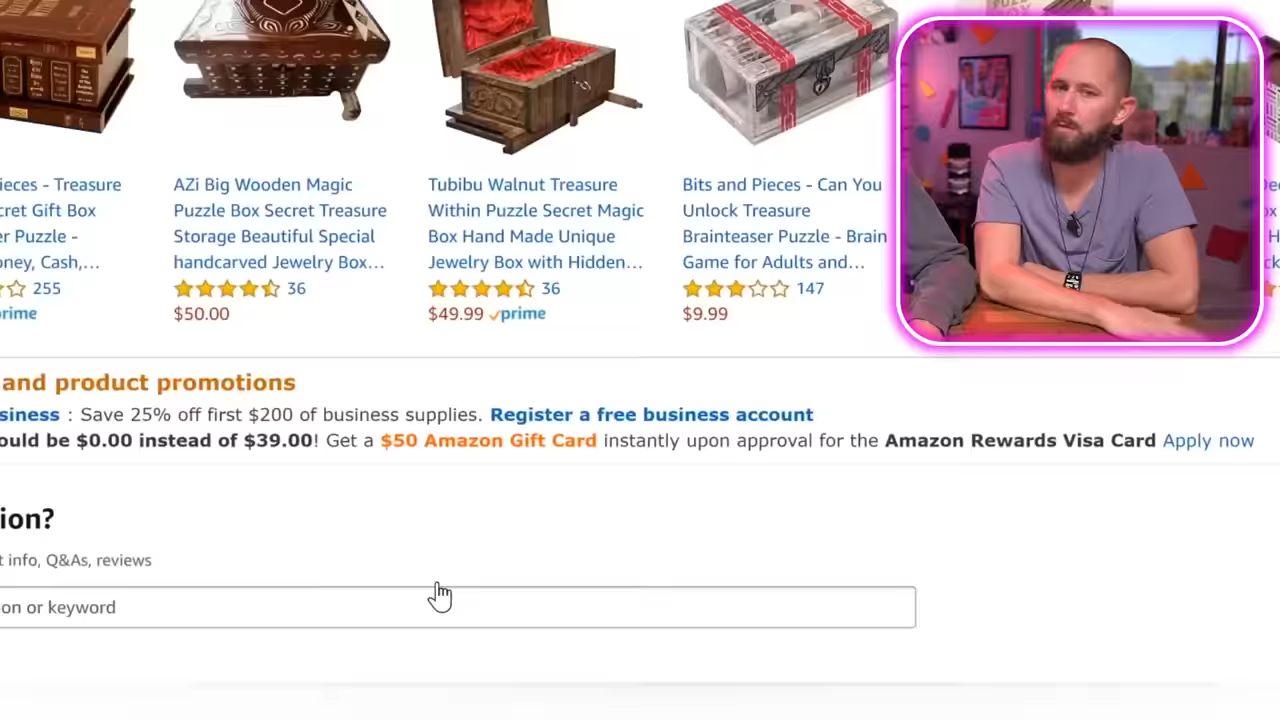 ieces - Treasure
cret Gift Box
er Puzzle -
oney, Cash,...
255
prime
AZi Big Wooden Magic
Puzzle Box Secret Treasure
Storage Beautiful Special
handcarved Jewelry Box...
36
$50.00
Tubibu Walnut Treasure
Within Puzzle Secret Magic
Box Hand Made Unique
Jewelry Box with Hidden...
36
$49.99 prime
Bits and Pieces - Can You
Unlock Treasure
Brainteaser Puzzle - Brain
Game for Adults and...
147
$9.99
and product promotions
siness : Save 25% off first $200 of business supplies. Register a free business account
ould be $0.00 instead of $39.00! Get a $50 Amazon Gift Card instantly upon approval for the Amazon Rewards Visa Card Apply now
ion?
t info, Q&As, reviews
on or keyword